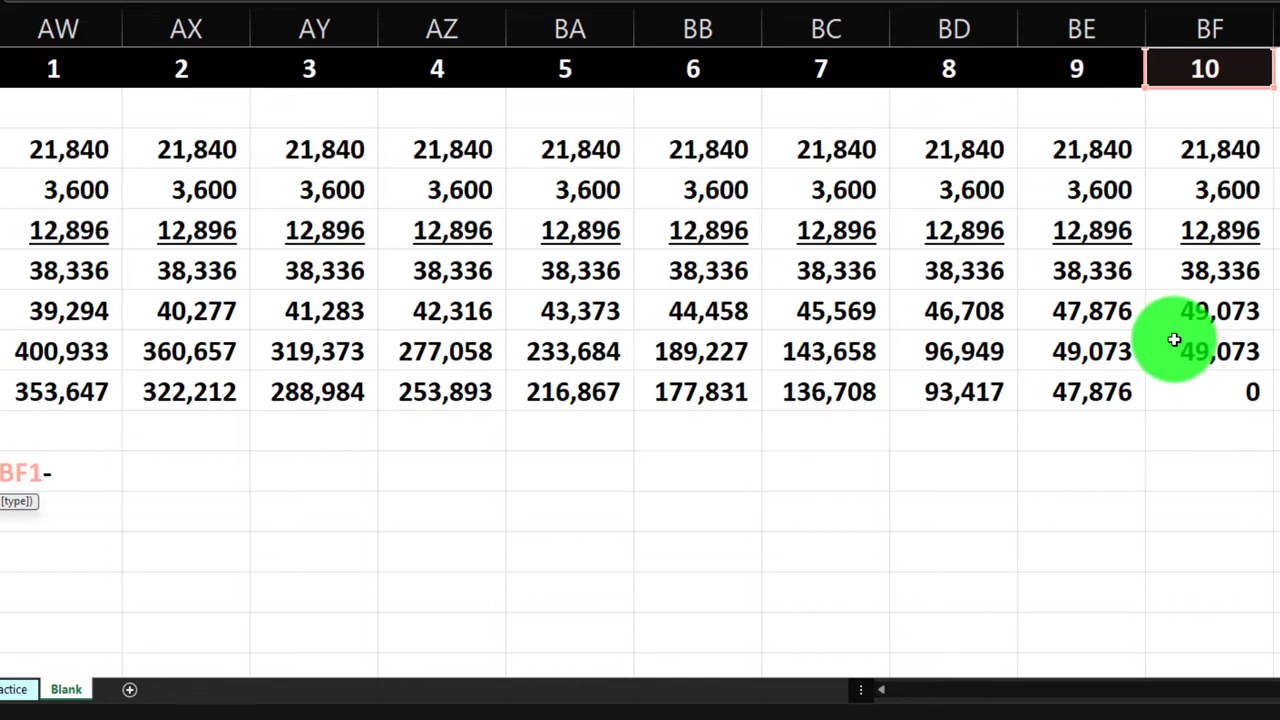 AW AX AY AZ BA BB BC BD BE BF
1 2 3 4 5 6 7 8 9 10
21,840 21,840 21,840 21,840 21,840 21,840 21,840 21,840 21,840 21,840
3,600 3,600 3,600 3,600 3,600 3,600 3,600 3,600 3,600 3,600
12,896 12,896 12,896 12,896 12,896 12,896 12,896 12,896 12,896 12,896
38,336 38,336 38,336 38,336 38,336 38,336 38,336 38,336 38,336 38,336
39,294 40,277 41,283 42,316 43,373 44,458 45,569 46,708 47,876 49,073
400,933 360,657 319,373 277,058 233,684 189,227 143,658 96,949 49,073 49,073
353,647 322,212 288,984 253,893 216,867 177,831 136,708 93,417 47,876 0
BF1-
[type])
actice Blank